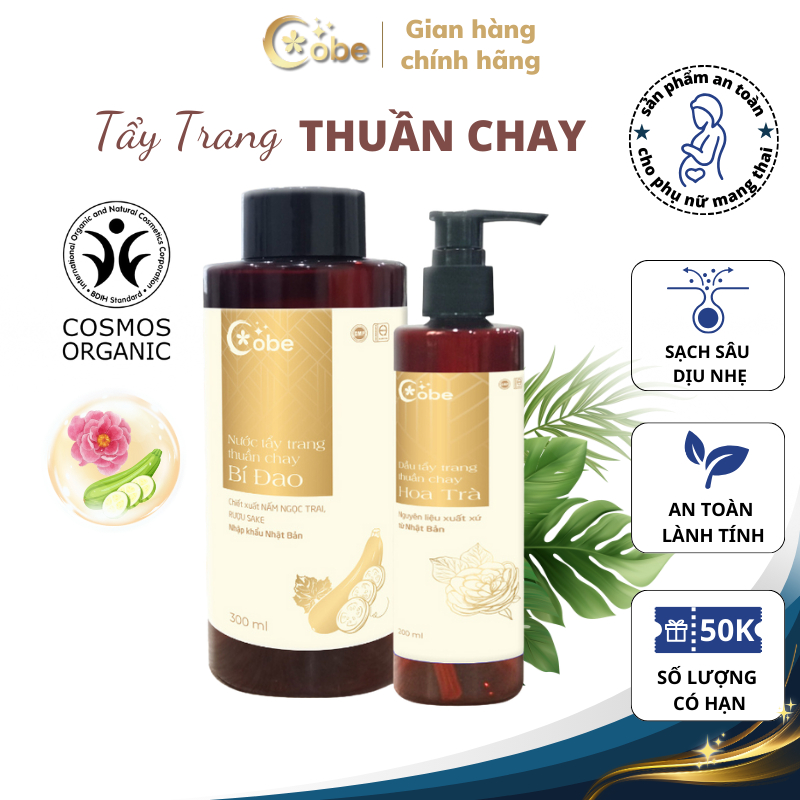 Cobe
Gian hàng
chính hãng
Tẩy Trang THUẦN CHAY
sản phẩm an toàn
cho phụ nữ mang thai
International Organic and Natural Cosmetics Corporation
BDIH Standard
COSMOS
ORGANIC
Cobe
Nước tẩy trang
thuần chay
Bí Đao
Chiết xuất NẤM NGỌC TRAI,
RƯỢU SAKE
Nhập khẩu Nhật Bản
300 ml
Cobe
Dầu tẩy trang
thuần chay
Hoa Trà
Nguyên liệu xuất xứ
từ Nhật Bản
200 ml
SẠCH SÂU
DỊU NHẸ
AN TOÀN
LÀNH TÍNH
50K
SỐ LƯỢNG
CÓ HẠN